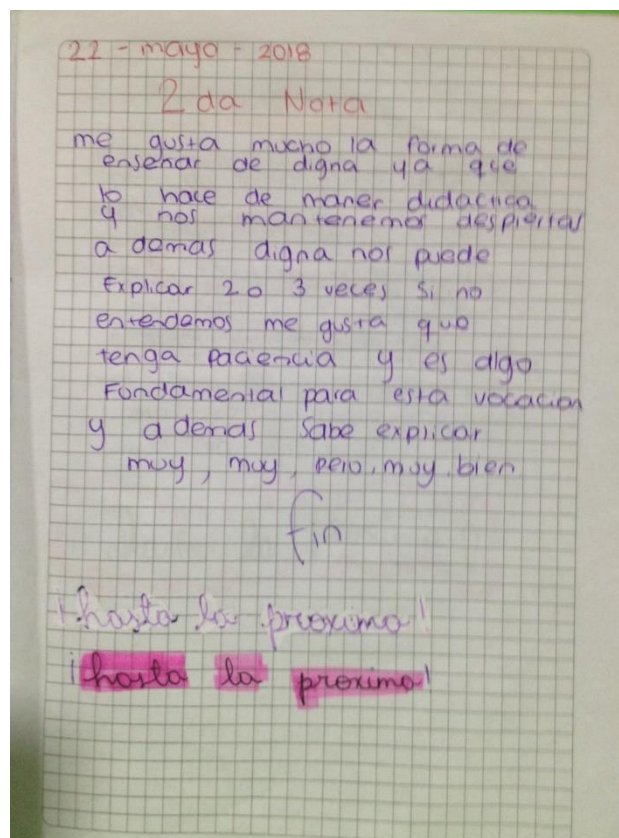 22 - mayo - 2018
2 da Nota
me gusta mucho la forma de
enseñar de digna ya que
lo hace de maner didactica
y nos mantenemos despiertas
a demas digna nos puede
Explicar 2 o 3 veces si no
entendamos me gusta que
tenga paciencia y es algo
Fundamental para esta vocacion
y a demas Sabe explicar
muy, muy, pero, muy, bien
fin
¡hasta la proxima!
¡hasta la proxima!